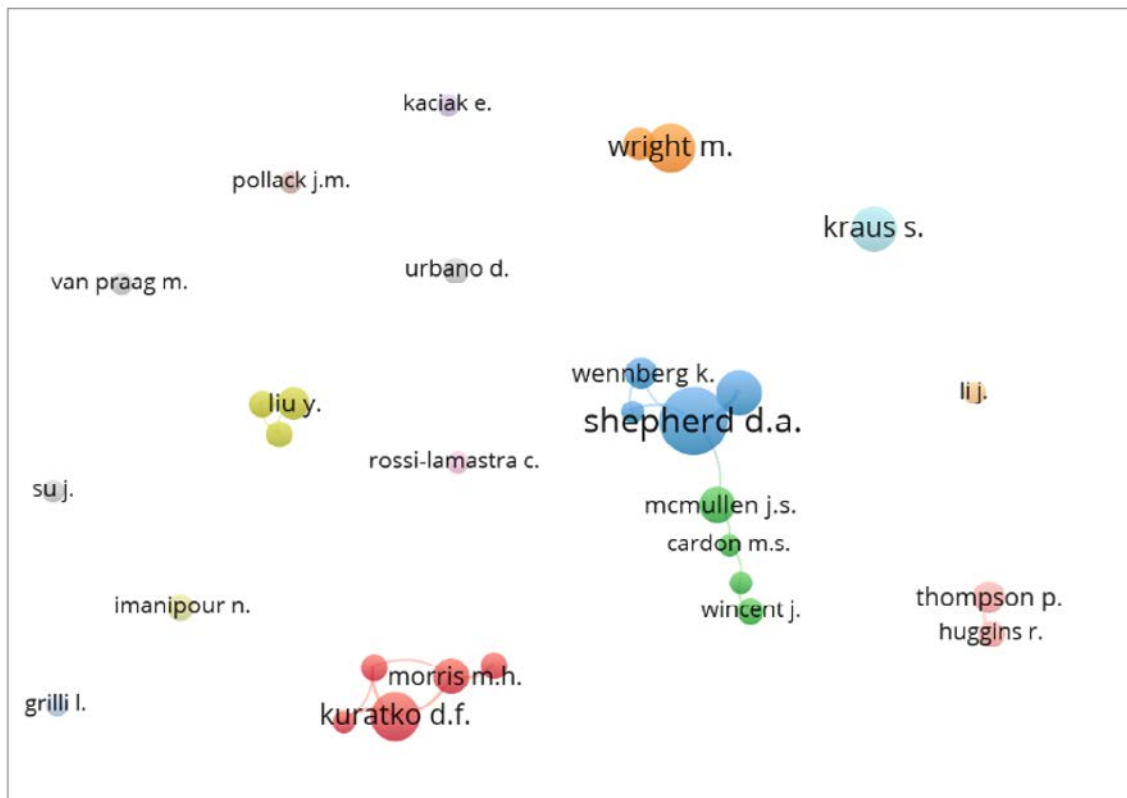 kaciak e.
wright m.
pollack j.m.
kraus s.
urbano d.
van praag m.
wennberg k.
li j.
liu y.
shepherd d.a.
rossi-lamastra c.
su j.
mcmullen j.s.
cardon m.s.
imanipour n.
thompson p.
wincent j.
huggins r.
morris m.h.
grilli l.
kuratko d.f.